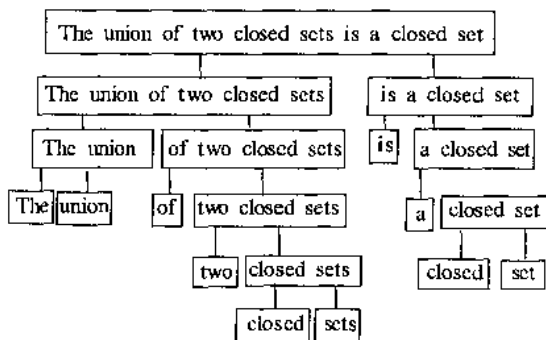 The union of two closed sets is a closed set
The union of two closed sets is a closed set
The union of two closed sets is a closed set
The union of two closed sets a closed set
two closed sets closed set
closed sets